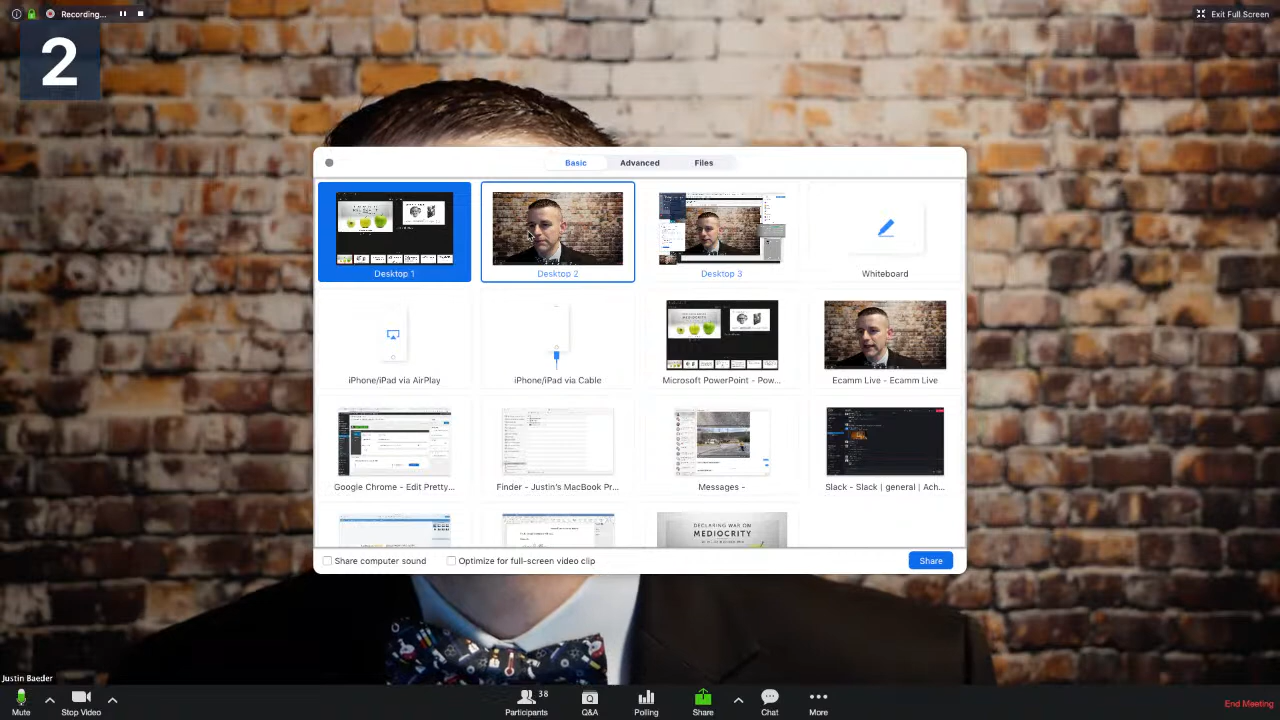 Recording...
Exit Full Screen
2
Basic
Advanced
Files
Desktop 1
Desktop 2
Desktop 3
Whiteboard
iPhone/iPad via AirPlay
iPhone/iPad via Cable
Microsoft PowerPoint - Pow...
Ecamm Live - Ecamm Live
Google Chrome - Edit Pretty...
Finder - Justin's MacBook Pr...
Messages -
Slack - Slack | general | Ach...
DECLARING WAR ON
MEDIOCRITY
Share computer sound
Optimize for full-screen video clip
Share
Justin Baeder
Mute
Stop Video
38
Participants
Q&A
Polling
Share
Chat
More
End Meeting